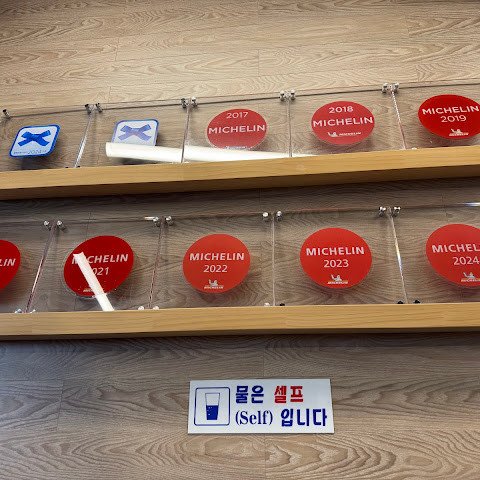 2017
MICHELIN
2018
MICHELIN
MICHELIN
2019
MICHELIN
2021
MICHELIN
2022
MICHELIN
2023
MICHELIN
2024
물은 셀프
(Self) 입니다